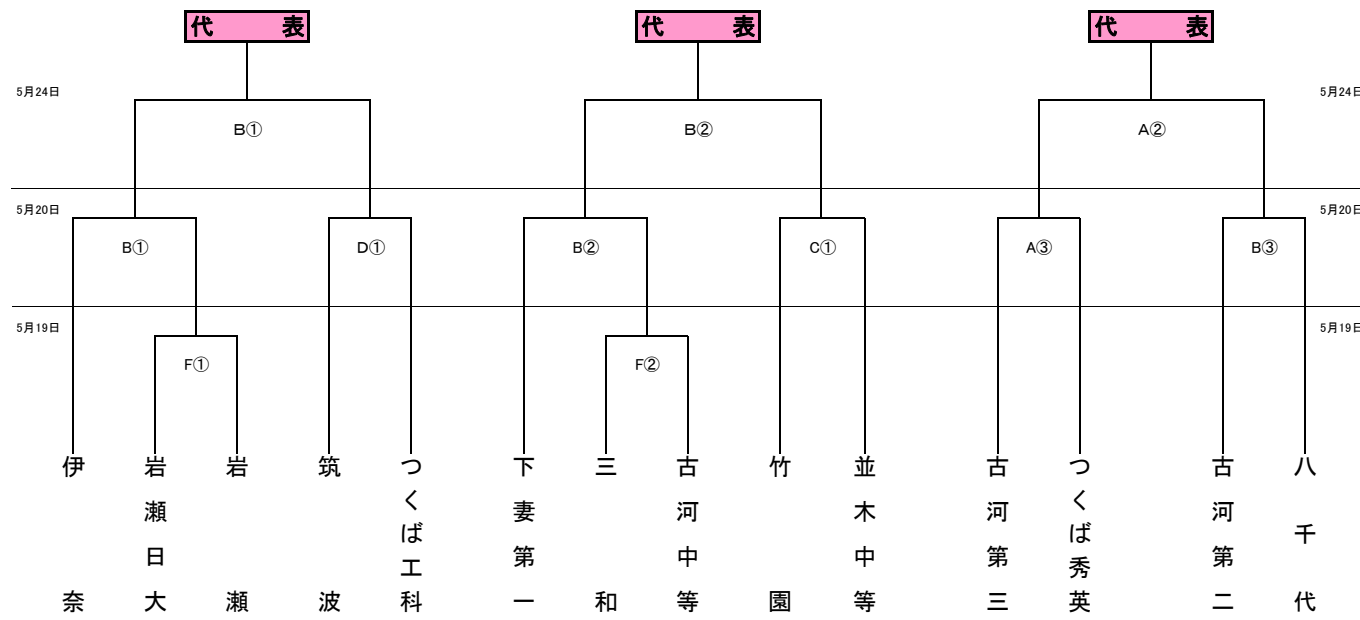 代 表 代 表 代 表
5月24日 5月24日
B① B② A②
5月20日 5月20日
B① D① B② C① A③ B③
5月19日 5月19日
F① F②
伊奈
岩瀬日大
岩瀬
筑波
つくば工科
下妻第一
三和
古河中等
竹園
並木中等
古河第三
つくば秀英
古河第二
八千代